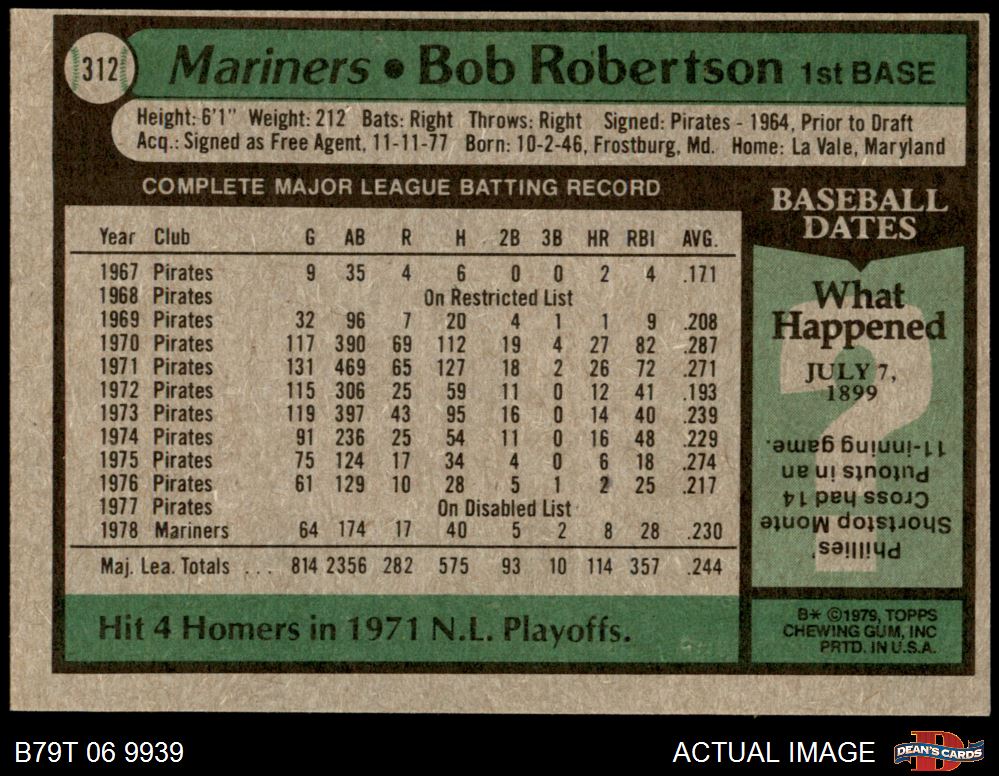 312 Mariners • Bob Robertson 1st BASE
Height: 6'1" Weight: 212 Bats: Right Throws: Right Signed: Pirates - 1964, Prior to Draft
Acq.: Signed as Free Agent, 11-11-77 Born: 10-2-46, Frostburg, Md. Home: La Vale, Maryland
COMPLETE MAJOR LEAGUE BATTING RECORD
Year Club G AB R H 2B 3B HR RBI AVG.
1967 Pirates 9 35 4 6 0 0 2 4 .171
1968 Pirates On Restricted List
1969 Pirates 32 96 7 20 4 1 1 9 .208
1970 Pirates 117 390 69 112 19 4 27 82 .287
1971 Pirates 131 469 65 127 18 2 26 72 .271
1972 Pirates 115 306 25 59 11 0 12 41 .193
1973 Pirates 119 397 43 95 16 0 14 40 .239
1974 Pirates 91 236 25 54 11 0 16 48 .229
1975 Pirates 75 124 17 34 4 0 6 18 .274
1976 Pirates 61 129 10 28 5 1 2 25 .217
1977 Pirates On Disabled List
1978 Mariners 64 174 17 40 5 2 8 28 .230
Maj. Lea. Totals ... 814 2356 282 575 93 10 114 357 .244
Hit 4 Homers in 1971 N.L. Playoffs.
BASEBALL
DATES
What
Happened
?
JULY 7,
1899
Phillies'
Shortstop Monte
Cross had 14
Putouts in an
11-inning game.
B* ©1979, TOPPS
CHEWING GUM, INC
PRTD. IN U.S.A.
B79T 06 9939
ACTUAL IMAGE
D
DEAN'S CARDS